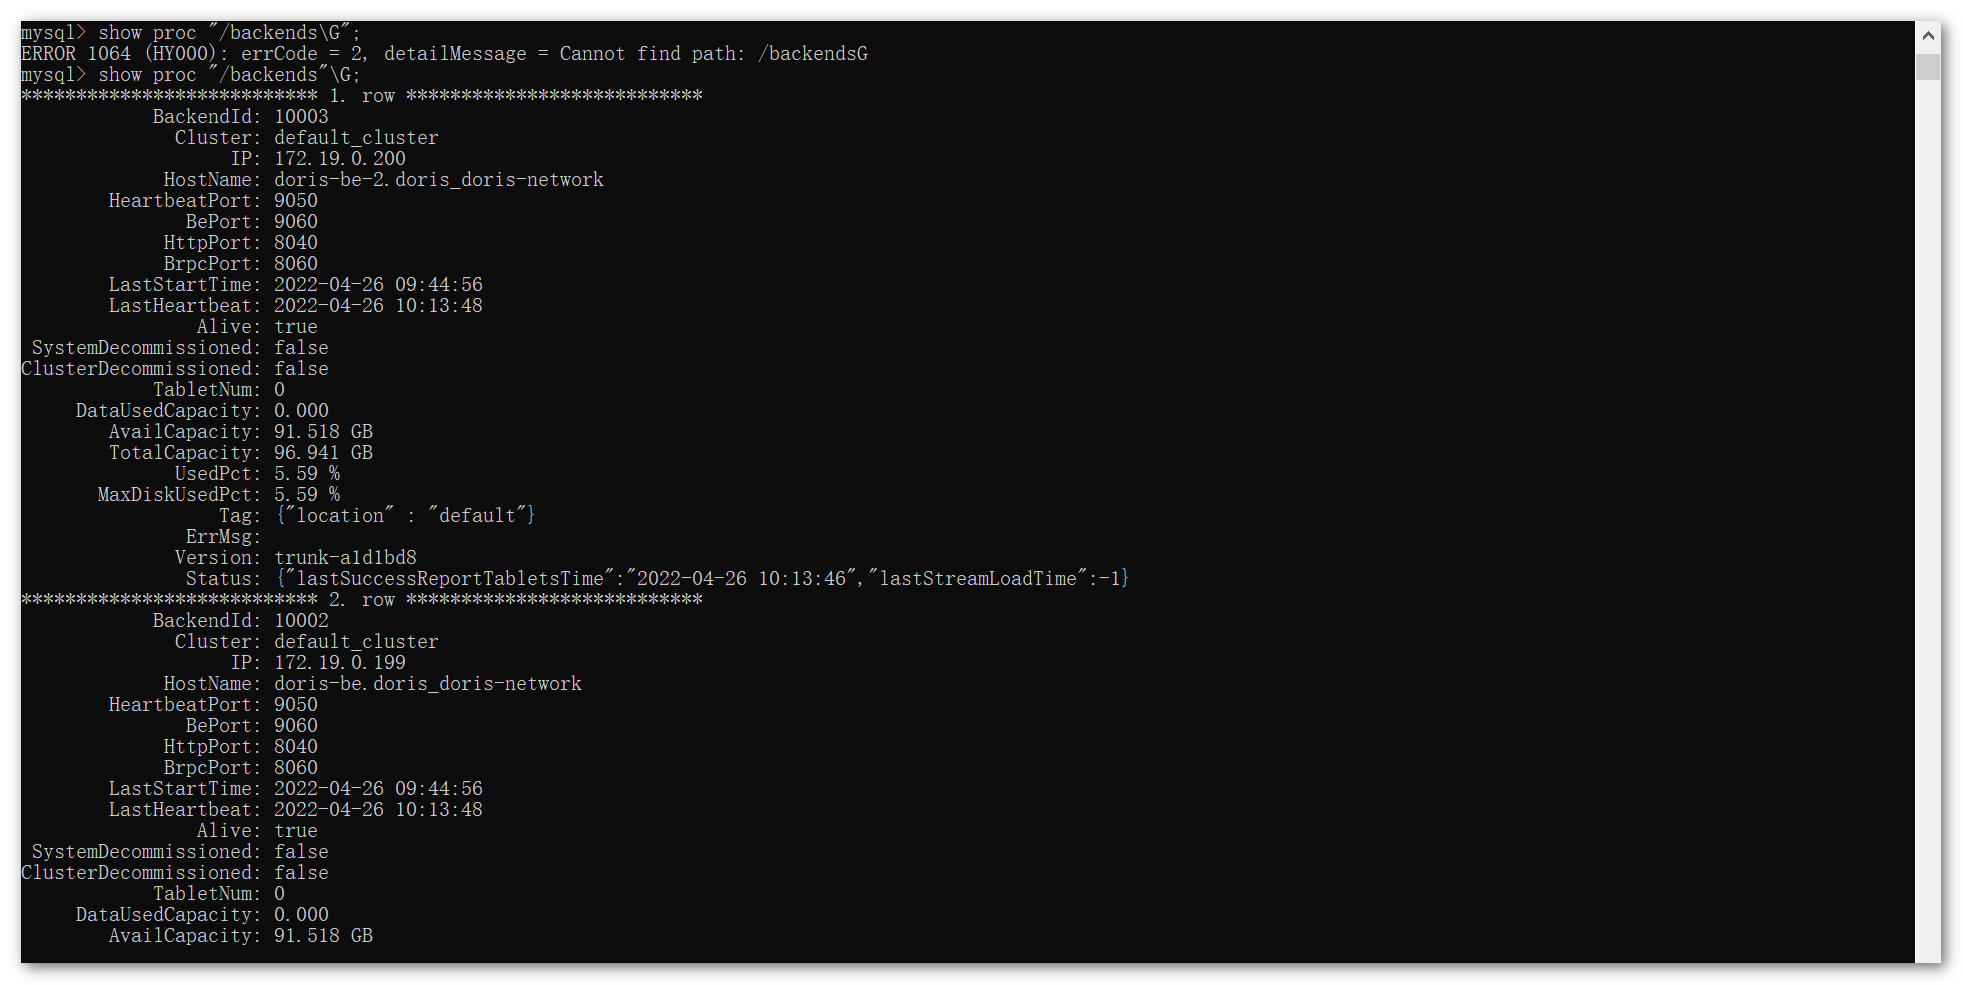 mysql> show proc "/backends\G";
ERROR 1064 (HY000): errCode = 2, detailMessage = Cannot find path: /backendsG
mysql> show proc "/backends"\G;
*************************** 1. row ***************************
BackendId: 10003
Cluster: default_cluster
IP: 172.19.0.200
HostName: doris-be-2.doris_doris-network
HeartbeatPort: 9050
BePort: 9060
HttpPort: 8040
BrpcPort: 8060
LastStartTime: 2022-04-26 09:44:56
LastHeartbeat: 2022-04-26 10:13:48
Alive: true
SystemDecommissioned: false
ClusterDecommissioned: false
TabletNum: 0
DataUsedCapacity: 0.000
AvailCapacity: 91.518 GB
TotalCapacity: 96.941 GB
UsedPct: 5.59 %
MaxDiskUsedPct: 5.59 %
Tag: {"location" : "default"}
ErrMsg:
Version: trunk-a1d1bd8
Status: {"lastSuccessReportTabletsTime":"2022-04-26 10:13:46","lastStreamLoadTime":-1}
*************************** 2. row ***************************
BackendId: 10002
Cluster: default_cluster
IP: 172.19.0.199
HostName: doris-be.doris_doris-network
HeartbeatPort: 9050
BePort: 9060
HttpPort: 8040
BrpcPort: 8060
LastStartTime: 2022-04-26 09:44:56
LastHeartbeat: 2022-04-26 10:13:48
Alive: true
SystemDecommissioned: false
ClusterDecommissioned: false
TabletNum: 0
DataUsedCapacity: 0.000
AvailCapacity: 91.518 GB